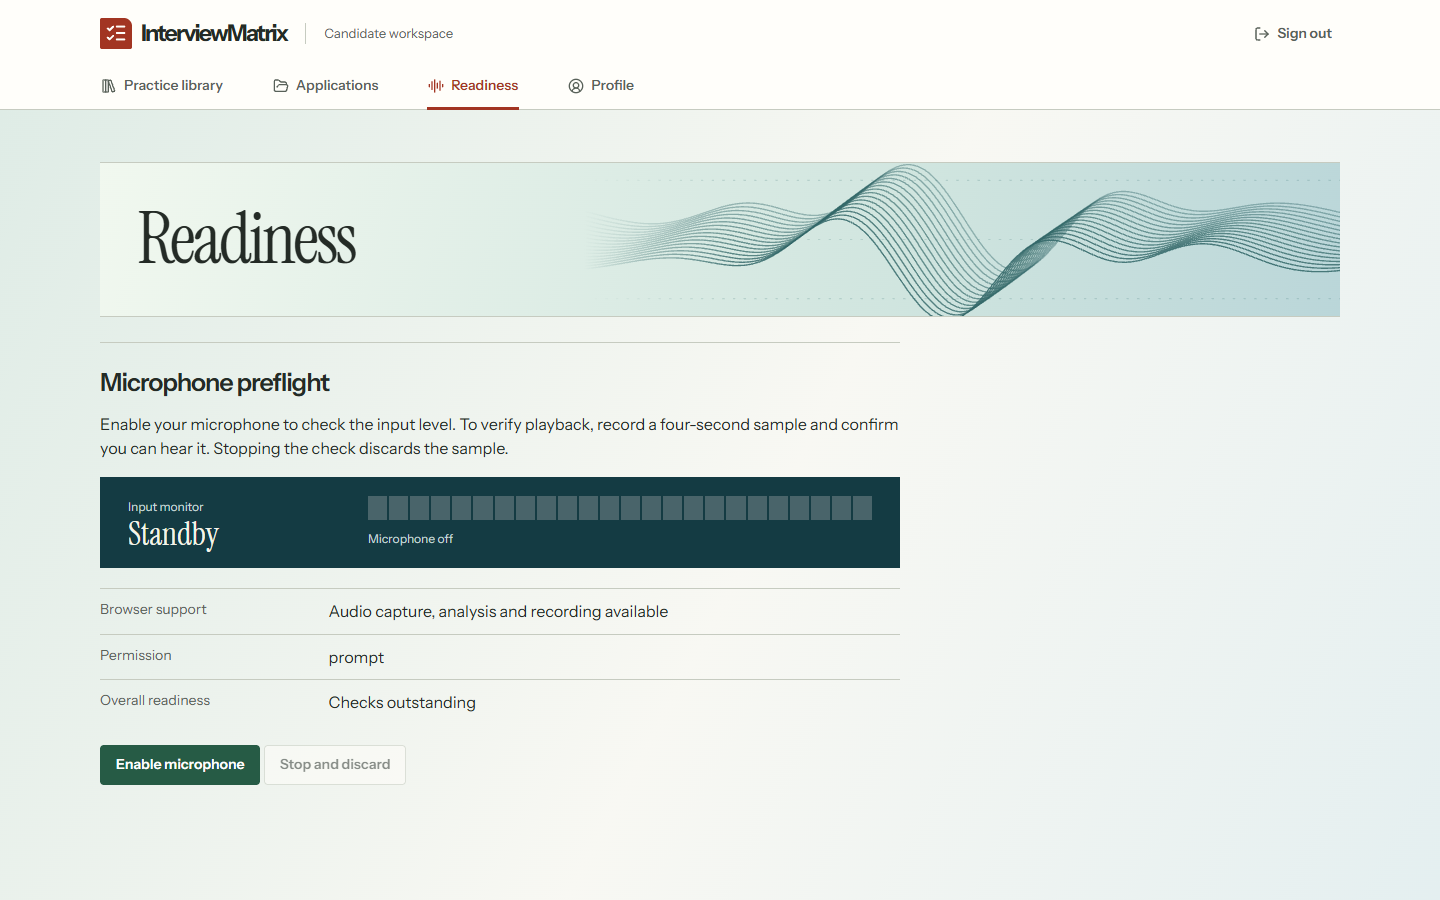 InterviewMatrix
Candidate workspace
Sign out
Practice library
Applications
Readiness
Profile
Readiness
Microphone preflight
Enable your microphone to check the input level. To verify playback, record a four-second sample and confirm
you can hear it. Stopping the check discards the sample.
Input monitor
Standby
Microphone off
Browser support
Audio capture, analysis and recording available
Permission
prompt
Overall readiness
Checks outstanding
Enable microphone
Stop and discard